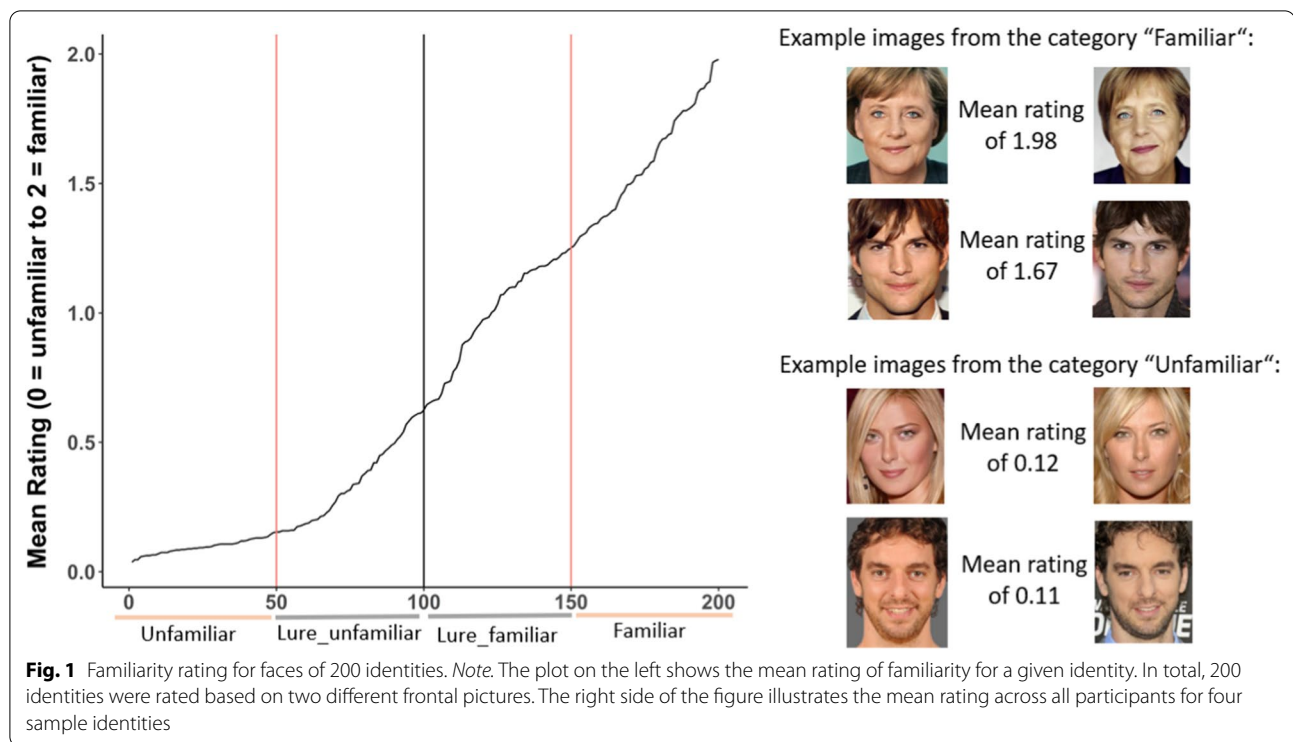 Mean Rating (0 = unfamiliar to 2 = familiar)
2.0
1.5
1.0
0.5
0.0
0 50 100 150 200
Unfamiliar Lure_unfamiliar Lure_familiar Familiar
Example images from the category “Familiar“:
Mean rating
of 1.98
Mean rating
of 1.67
Example images from the category “Unfamiliar“:
Mean rating
of 0.12
Mean rating
of 0.11
Fig. 1 Familiarity rating for faces of 200 identities. Note. The plot on the left shows the mean rating of familiarity for a given identity. In total, 200
identities were rated based on two different frontal pictures. The right side of the figure illustrates the mean rating across all participants for four
sample identities